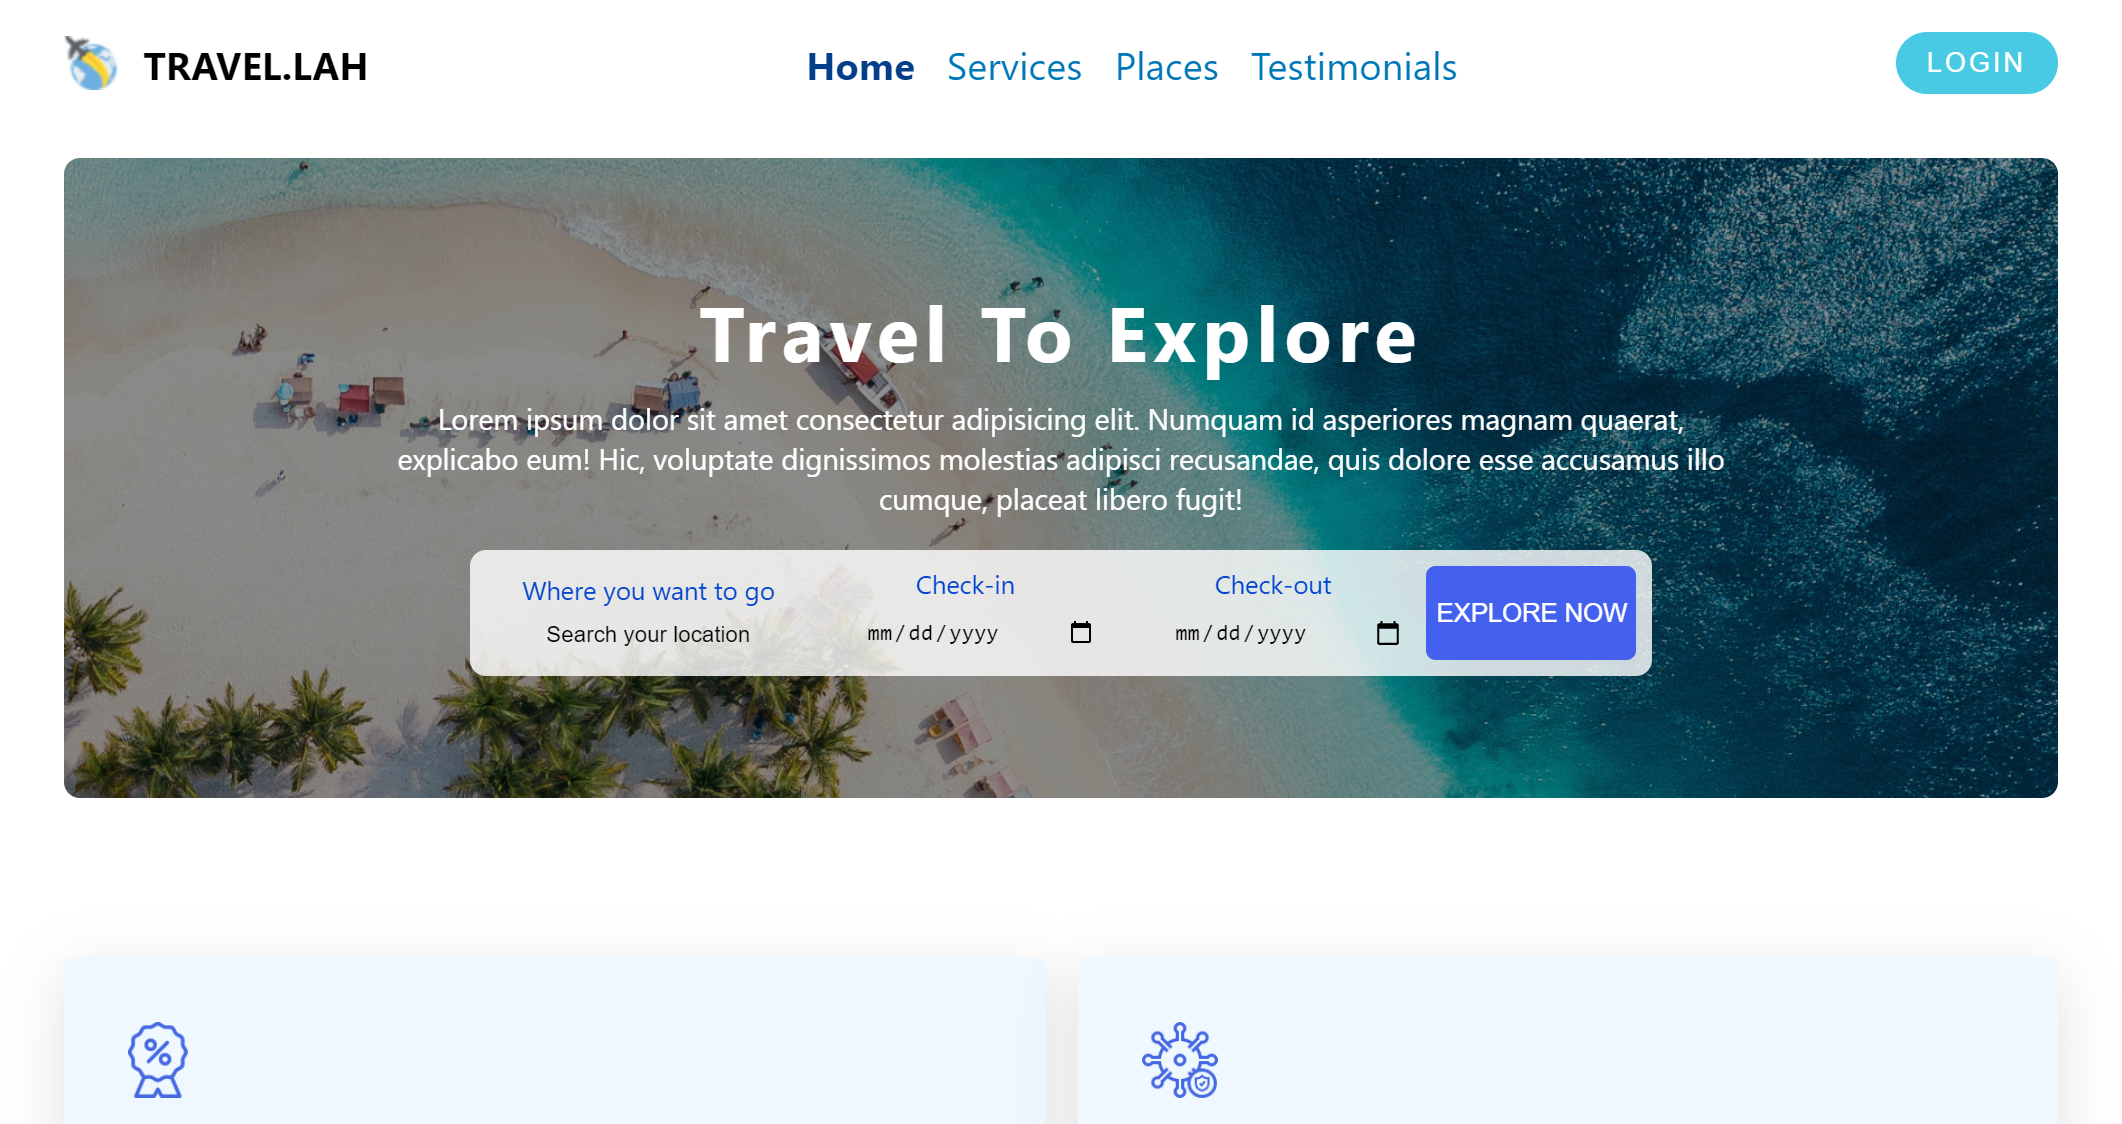 TRAVEL.LAH
Home Services Places Testimonials
LOGIN
Travel To Explore
Lorem ipsum dolor sit amet consectetur adipisicing elit. Numquam id asperiores magnam quaerat,
explicabo eum! Hic, voluptate dignissimos molestias adipisci recusandae, quis dolore esse accusamus illo
cumque, placeat libero fugit!
Where you want to go
Search your location
Check-in
mm/dd/yyyy
Check-out
mm/dd/yyyy
EXPLORE NOW
%